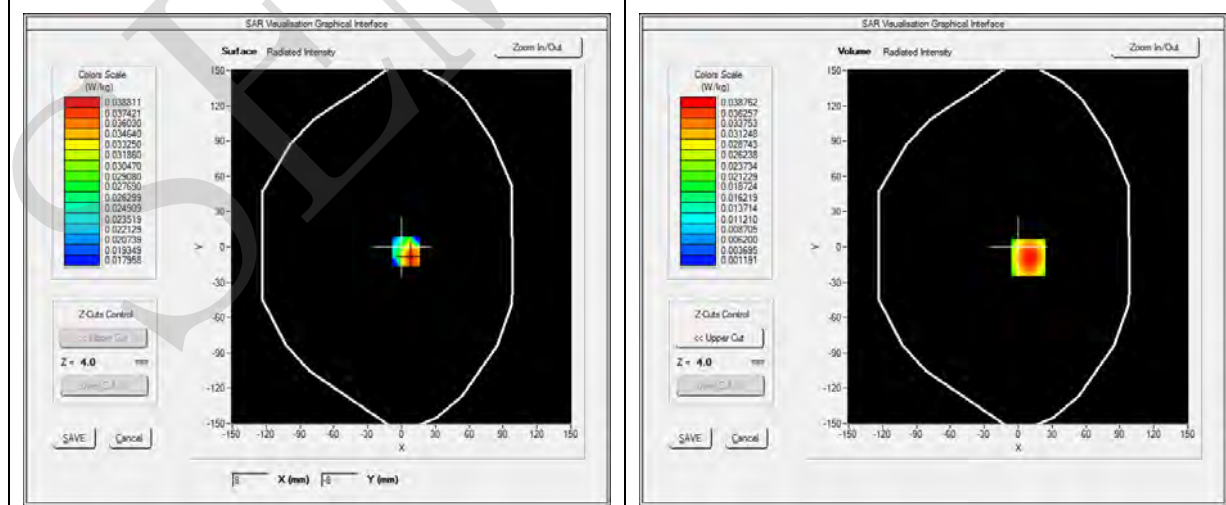 SAR Visualisation Graphical Interface
Surface Radiated Intensity
Zoom In/Out
Colors Scale
(W/kg)
0.038811
0.037421
0.036030
0.034640
0.033250
0.031860
0.030470
0.029080
0.027690
0.026299
0.024909
0.023519
0.022129
0.020739
0.019349
0.017958
150
120
90
60
30
0
-30
-60
-90
-120
-150
Y
Z-Cuts Control
<< Upper Cut
Z = 4.0 mm
SAVE
Cancel
-150 -120 -90 -60 -30 0 30 60 90 120 150
X
8 X (mm) -8 Y (mm)
SAR Visualisation Graphical Interface
Volume Radiated Intensity
Zoom In/Out
Colors Scale
(W/kg)
0.038762
0.036257
0.033753
0.031248
0.028743
0.026238
0.023734
0.021229
0.018724
0.016219
0.013714
0.011210
0.008705
0.006200
0.003695
0.001191
150
120
90
60
30
0
-30
-60
-90
-120
-150
Y
Z-Cuts Control
<< Upper Cut
Z = 4.0 mm
SAVE
Cancel
-150 -120 -90 -60 -30 0 30 60 90 120 150
X